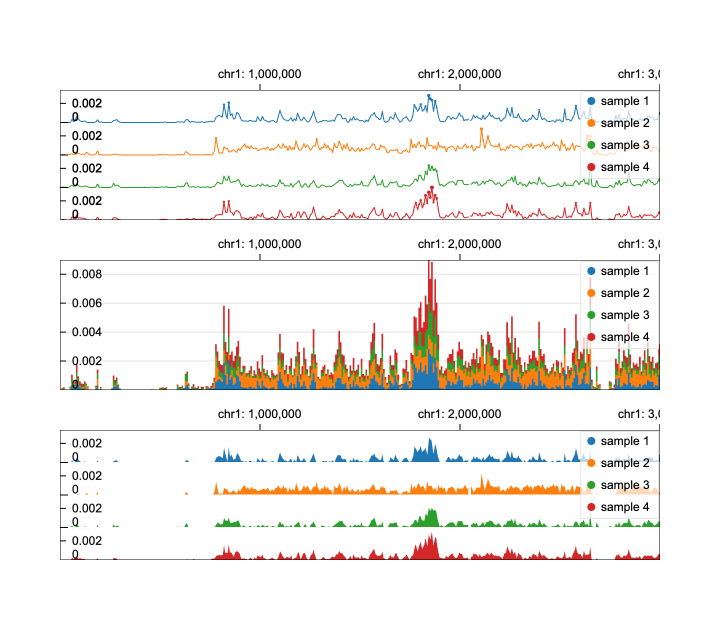 chr1: 1,000,000 chr1: 2,000,000 chr1: 3,0
0.002 sample 1
0
0.002 sample 2
0
0.002 sample 3
0
0.002 sample 4
0
chr1: 1,000,000 chr1: 2,000,000 chr1: 3,0
0.008 sample 1
sample 2
0.006 sample 3
0.004 sample 4
0.002
0
chr1: 1,000,000 chr1: 2,000,000 chr1: 3,0
0.002 sample 1
0
0.002 sample 2
0
0.002 sample 3
0
0.002 sample 4
0